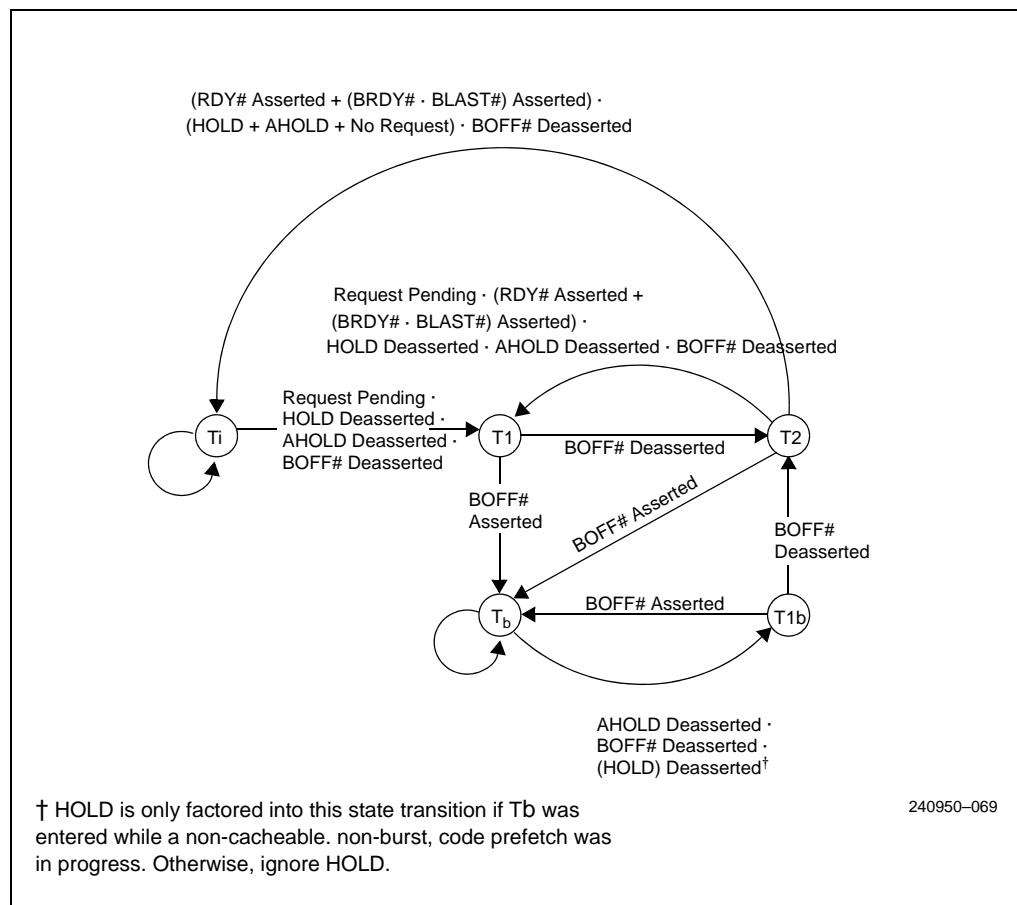 (RDY# Asserted + (BRDY# · BLAST#) Asserted) ·
(HOLD + AHOLD + No Request) · BOFF# Deasserted
Request Pending · (RDY# Asserted +
(BRDY# · BLAST#) Asserted) ·
HOLD Deasserted · AHOLD Deasserted · BOFF# Deasserted
Request Pending ·
HOLD Deasserted ·
AHOLD Deasserted ·
BOFF# Deasserted
Ti
T1
T2
BOFF# Deasserted
BOFF#
Asserted
BOFF# Asserted
BOFF#
Deasserted
Tb
BOFF# Asserted
T1b
AHOLD Deasserted ·
BOFF# Deasserted ·
(HOLD) Deasserted†
† HOLD is only factored into this state transition if Tb was
entered while a non-cacheable. non-burst, code prefetch was
in progress. Otherwise, ignore HOLD.
240950–069